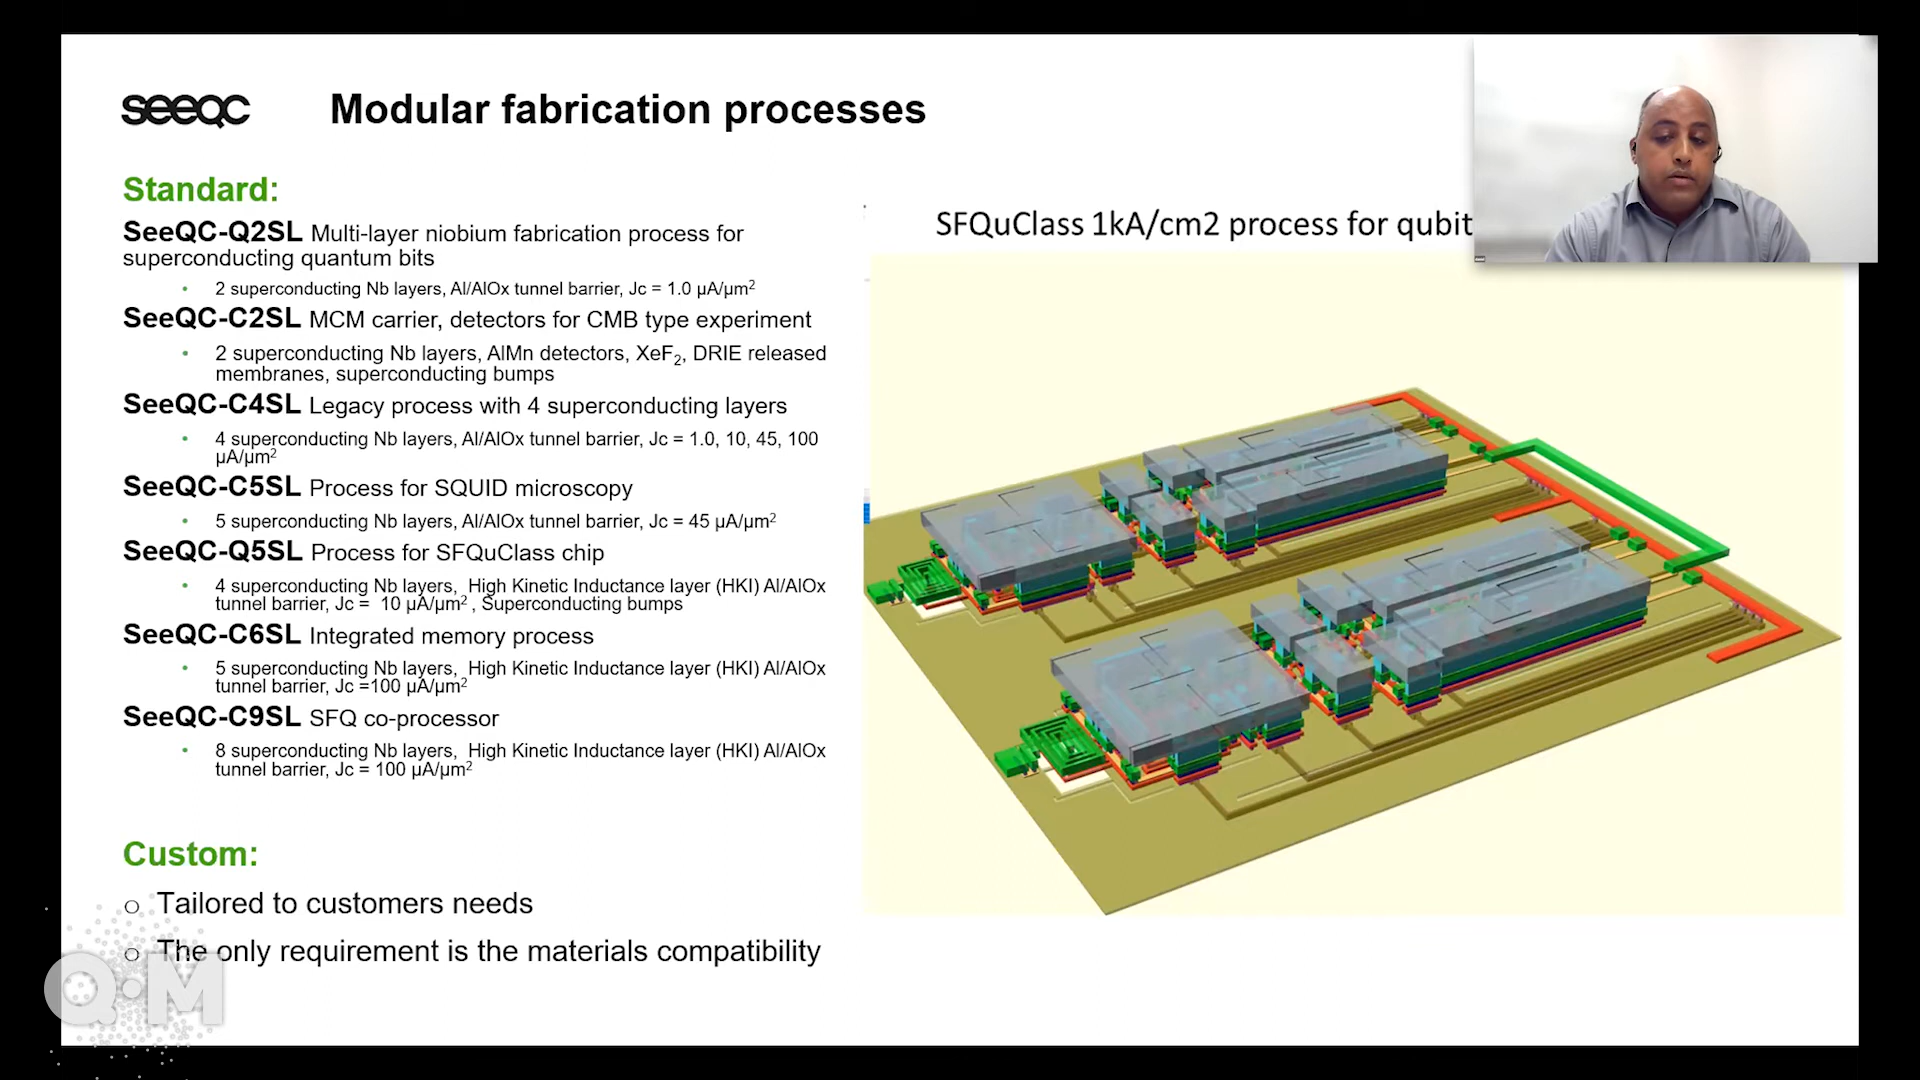 seeqc
Modular fabrication processes
Standard:
SeeQC-Q2SL Multi-layer niobium fabrication process for
superconducting quantum bits
• 2 superconducting Nb layers, Al/AlOx tunnel barrier, Jc = 1.0 µA/µm²
SeeQC-C2SL MCM carrier, detectors for CMB type experiment
• 2 superconducting Nb layers, AlMn detectors, XeF₂, DRIE released
membranes, superconducting bumps
SeeQC-C4SL Legacy process with 4 superconducting layers
• 4 superconducting Nb layers, Al/AlOx tunnel barrier, Jc = 1.0, 10, 45, 100
µA/µm²
SeeQC-C5SL Process for SQUID microscopy
• 5 superconducting Nb layers, Al/AlOx tunnel barrier, Jc = 45 µA/µm²
SeeQC-Q5SL Process for SFQuClass chip
• 4 superconducting Nb layers, High Kinetic Inductance layer (HKI) Al/AlOx
tunnel barrier, Jc = 10 µA/µm² , Superconducting bumps
SeeQC-C6SL Integrated memory process
• 5 superconducting Nb layers, High Kinetic Inductance layer (HKI) Al/AlOx
tunnel barrier, Jc =100 µA/µm²
SeeQC-C9SL SFQ co-processor
• 8 superconducting Nb layers, High Kinetic Inductance layer (HKI) Al/AlOx
tunnel barrier, Jc = 100 µA/µm²
Custom:
o Tailored to customers needs
o The only requirement is the materials compatibility
SFQuClass 1kA/cm2 process for qubit
Q·M